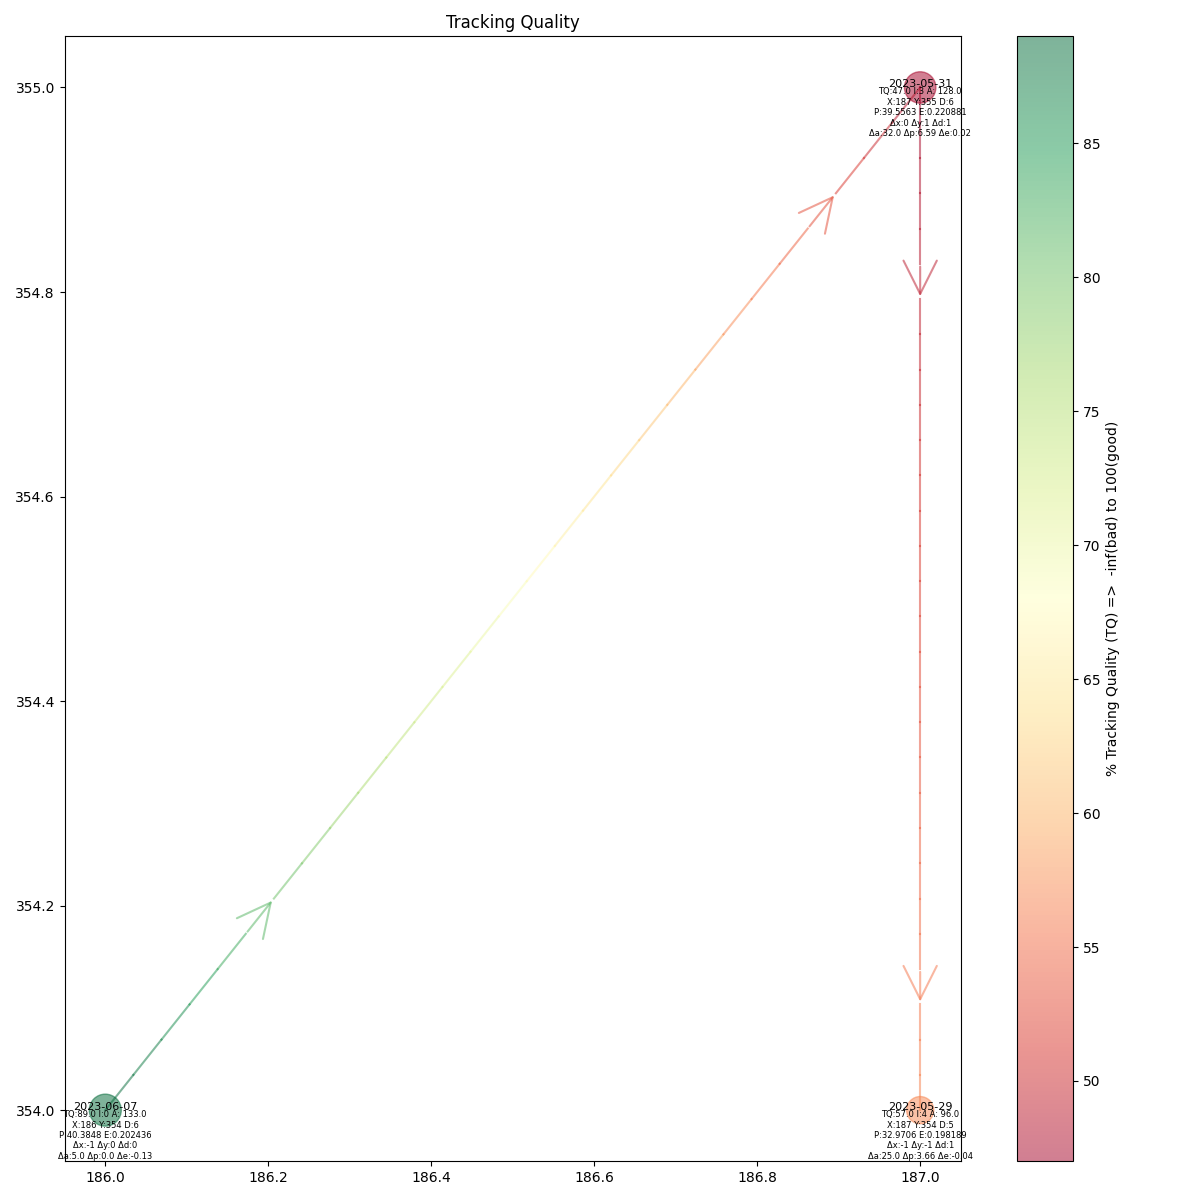 Tracking Quality
355.0
354.8
354.6
354.4
354.2
354.0
186.0
186.2
186.4
186.6
186.8
187.0
2023-05-31
TQ:47.0 I:3 A: 128.0
X:187 Y:355 D:6
P:39.5563 E:0.220881
Δx:0 Δy:1 Δd:1
Δa:32.0 Δp:6.59 Δe:0.02
2023-06-07
TQ:89.0 I:0 A: 133.0
X:186 Y:354 D:6
P:40.3848 E:0.202436
Δx:-1 Δy:0 Δd:0
Δa:5.0 Δp:0.0 Δe:-0.13
2023-05-29
TQ:57.0 I:4 A: 96.0
X:187 Y:354 D:5
P:32.9706 E:0.198189
Δx:-1 Δy:-1 Δd:1
Δa:25.0 Δp:3.66 Δe:-0.04
85
80
75
70
65
60
55
50
% Tracking Quality (TQ) =>  -inf(bad) to 100(good)